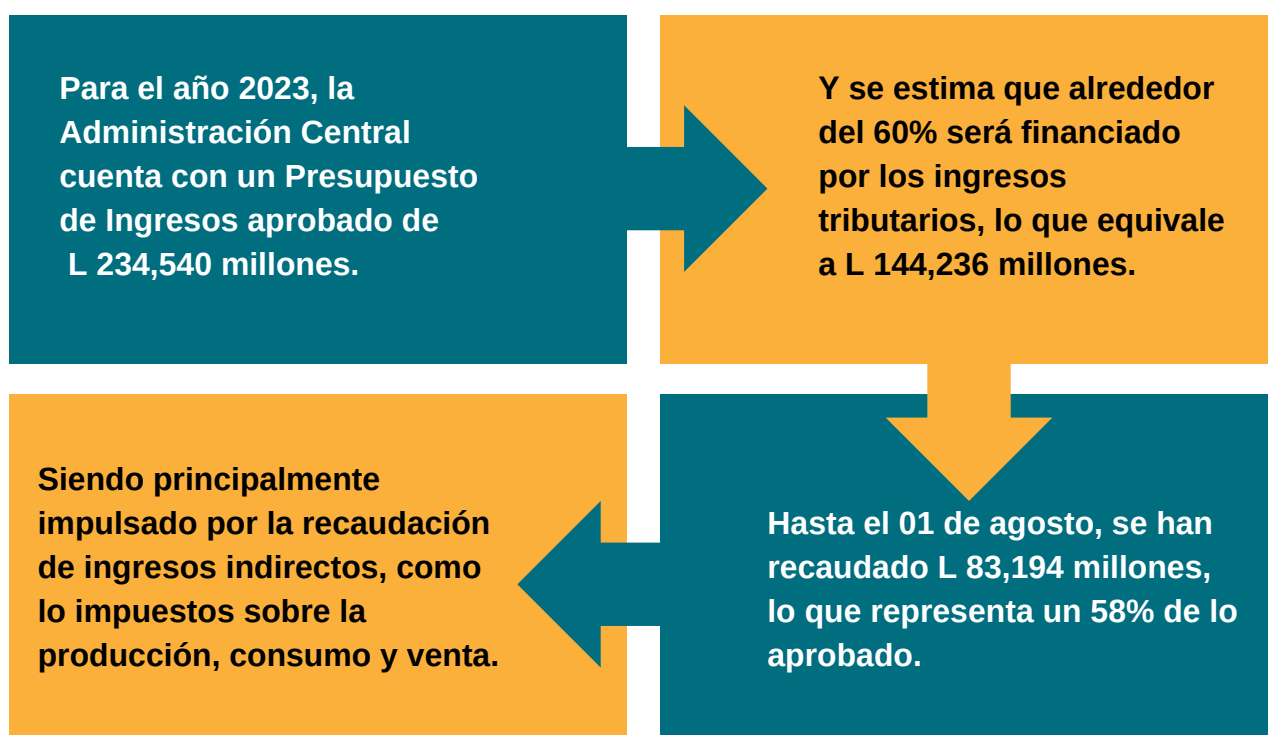 Para el año 2023, la
Administración Central
cuenta con un Presupuesto
de Ingresos aprobado de
L 234,540 millones.
Y se estima que alrededor
del 60% será financiado
por los ingresos
tributarios, lo que equivale
a L 144,236 millones.
Hasta el 01 de agosto, se han
recaudado L 83,194 millones,
lo que representa un 58% de lo
aprobado.
Siendo principalmente
impulsado por la recaudación
de ingresos indirectos, como
lo impuestos sobre la
producción, consumo y venta.